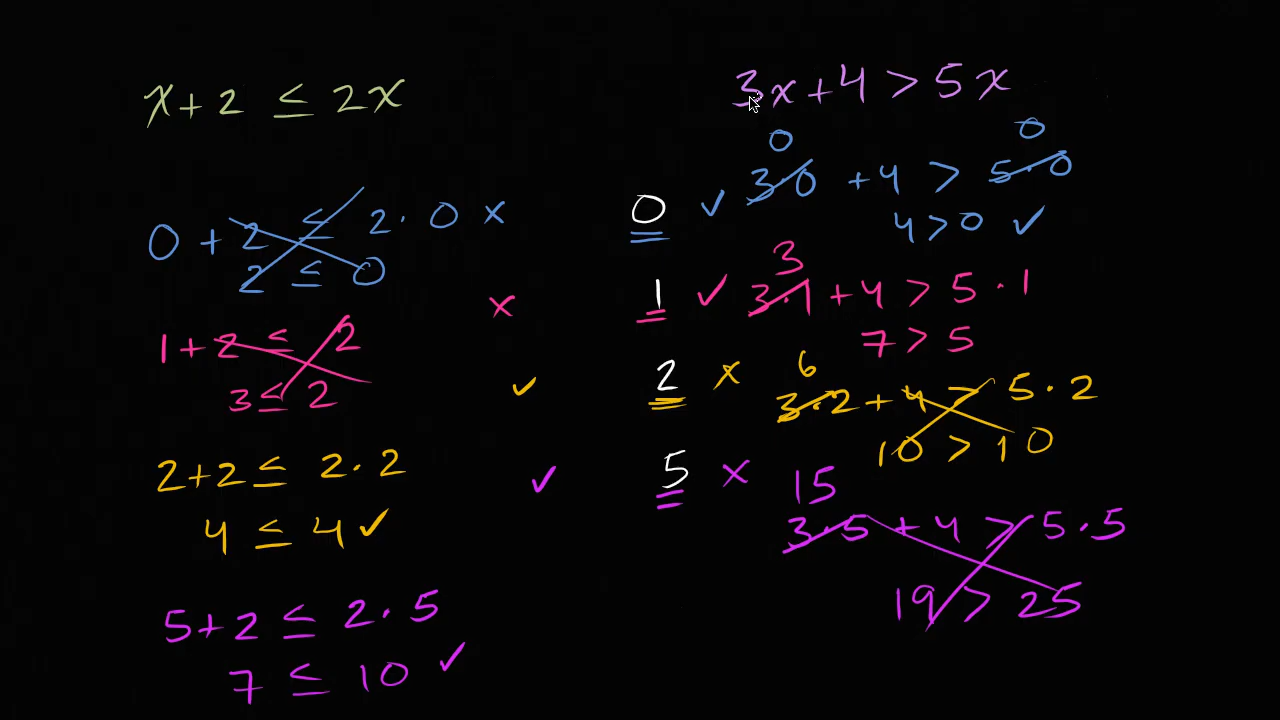 x+2 ≤ 2x
0 + 2 ≤ 2·0 x
2 ≤ 0
x
1+2 ≤ 2
3 ≤ 2
✓
2+2 ≤ 2·2
4 ≤ 4 ✓
✓
5+2 ≤ 2·5
7 ≤ 10 ✓
3x+4 > 5x
0 0
0 ✓ 3·0 +4 > 5·0
4>0 ✓
3
1 ✓ 3·1 +4 > 5·1
7 > 5
6
2 x 3·2 + 4 > 5·2
10 > 10
5 x 15
3·5 + 4 > 5·5
19 > 25